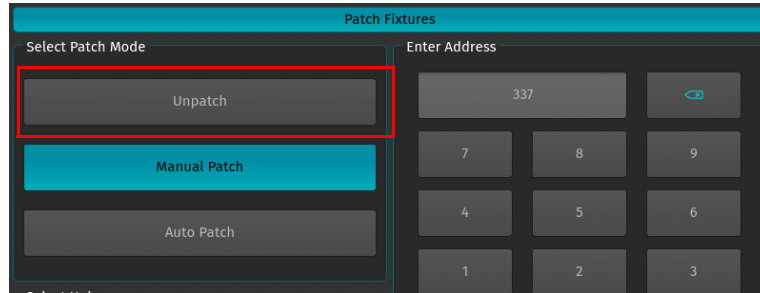 Patch Fixtures
Select Patch Mode
Unpatch
Manual Patch
Auto Patch
Enter Address
337
7 8 9
4 5 6
1 2 3